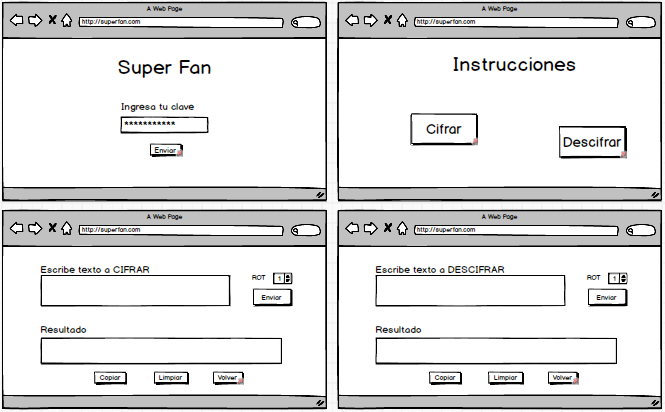 A Web Page
http://superfan.com
Super Fan
Ingresa tu clave
***********
Enviar
A Web Page
http://superfan.com
Instrucciones
Cifrar
Descifrar
A Web Page
http://superfan.com
Escribe texto a CIFRAR
ROT 1
Enviar
Resultado
Copiar Limpiar Volver
A Web Page
http://superfan.com
Escribe texto a DESCIFRAR
ROT 1
Enviar
Resultado
Copiar Limpiar Volver